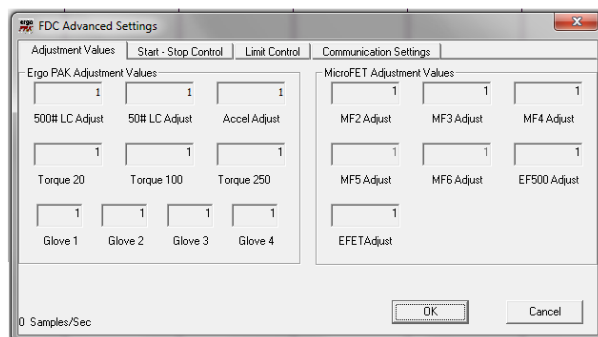 ergo PAK FDC Advanced Settings X
Adjustment Values Start - Stop Control Limit Control Communication Settings
Ergo PAK Adjustment Values MicroFET Adjustment Values
1 1 1 1 1 1
500# LC Adjust 50# LC Adjust Accel Adjust MF2 Adjust MF3 Adjust MF4 Adjust
1 1 1 1 1 1
Torque 20 Torque 100 Torque 250 MF5 Adjust MF6 Adjust EF500 Adjust
1 1 1 1 1
Glove 1 Glove 2 Glove 3 Glove 4 EFETAdjust
OK Cancel
0 Samples/Sec